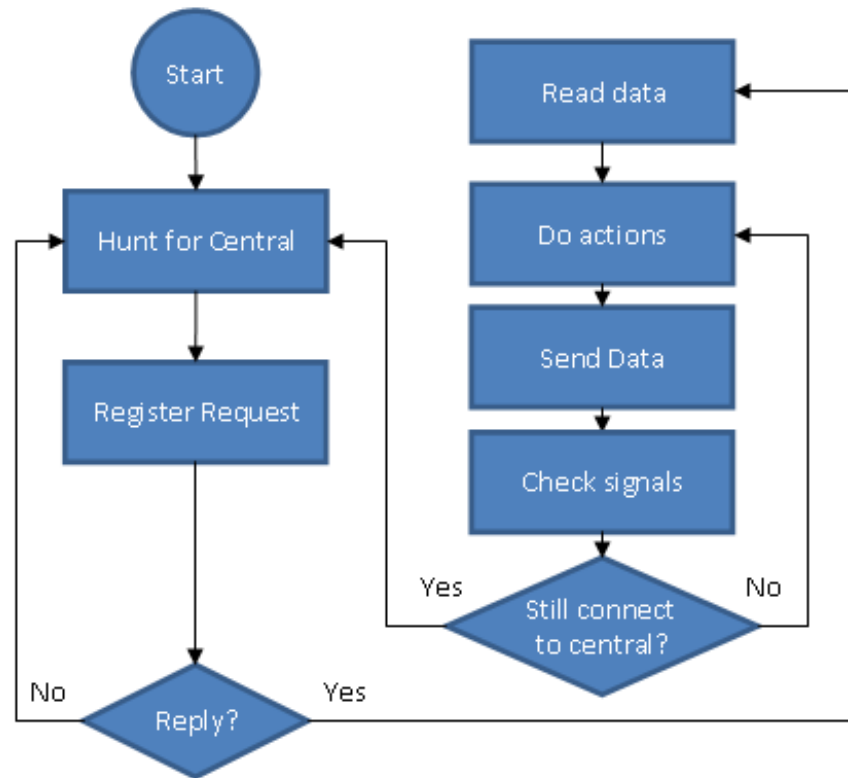 Start
Hunt for Central
Register Request
No
Reply?
Yes
Read data
Do actions
Send Data
Check signals
Yes
Still connect
to central?
No